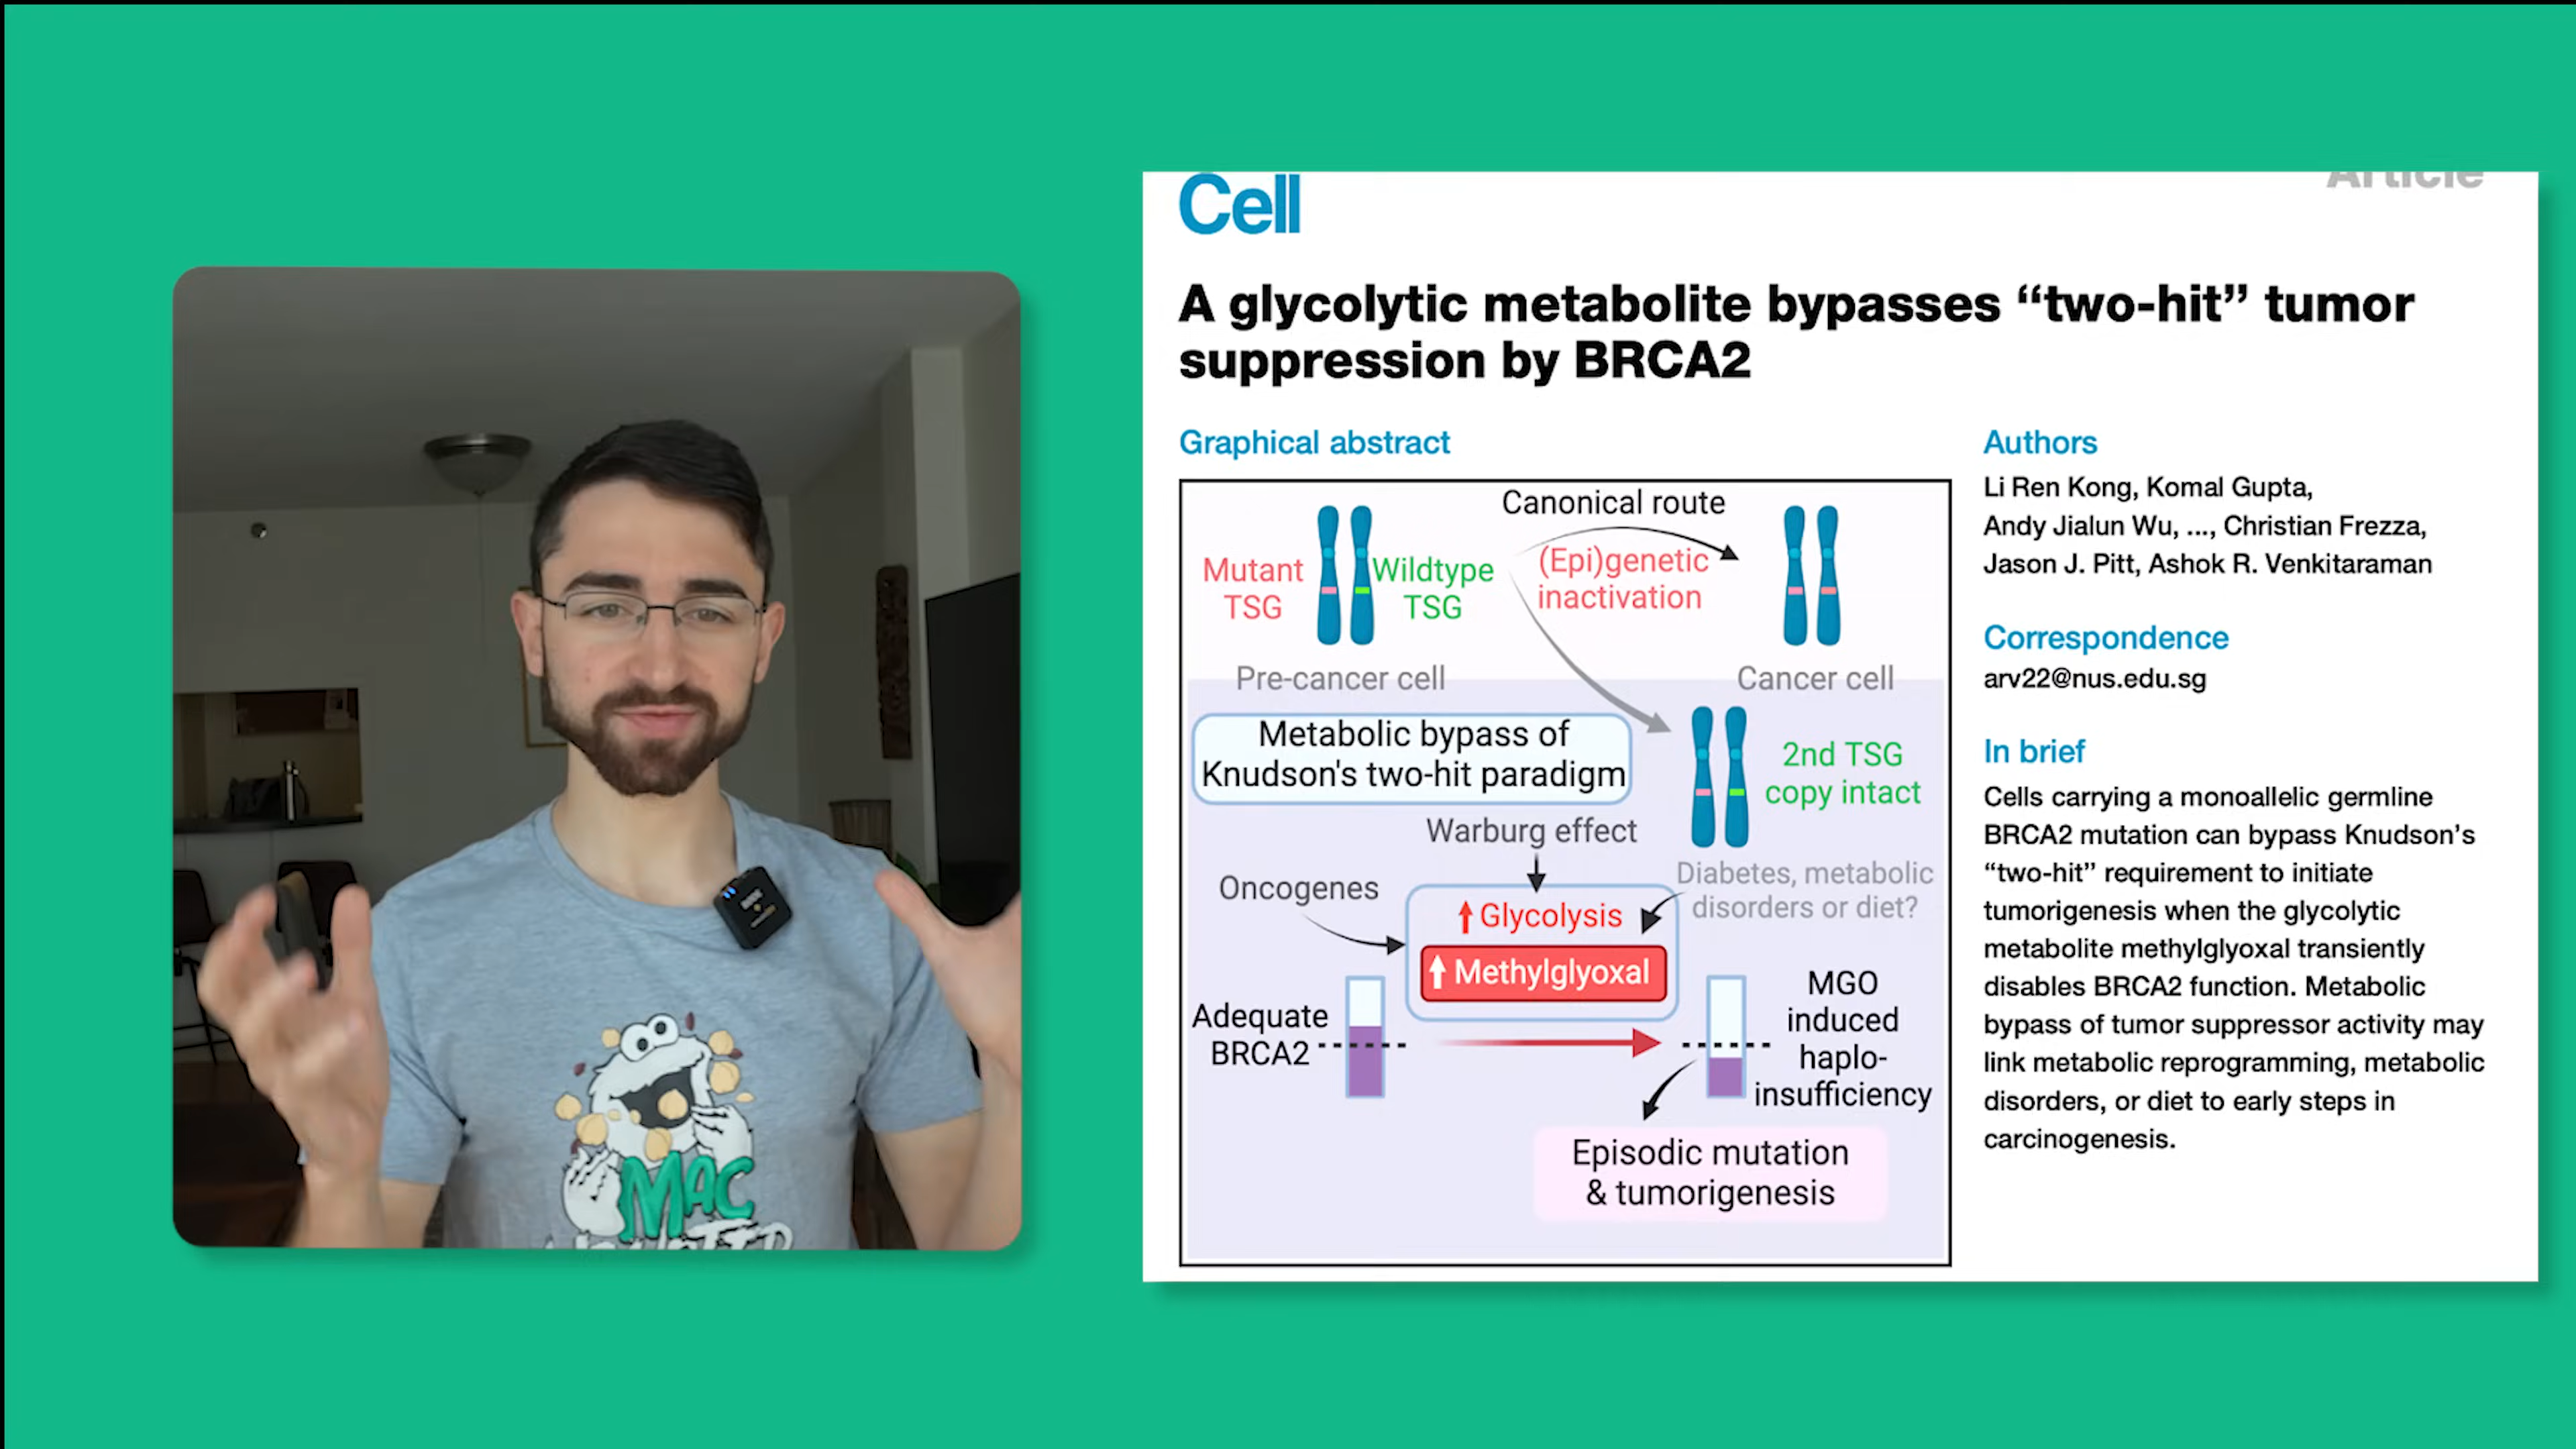 Cell
Article
A glycolytic metabolite bypasses “two-hit” tumor
suppression by BRCA2
Graphical abstract
Canonical route
Mutant
TSG
Wildtype
TSG
(Epi)genetic
inactivation
Pre-cancer cell
Cancer cell
Metabolic bypass of
Knudson's two-hit paradigm
2nd TSG
copy intact
Warburg effect
Oncogenes
Diabetes, metabolic
disorders or diet?
Glycolysis
Methylglyoxal
Adequate
BRCA2
MGO
induced
haplo-
insufficiency
Episodic mutation
& tumorigenesis
Authors
Li Ren Kong, Komal Gupta,
Andy Jialun Wu, ..., Christian Frezza,
Jason J. Pitt, Ashok R. Venkitaraman
Correspondence
arv22@nus.edu.sg
In brief
Cells carrying a monoallelic germline
BRCA2 mutation can bypass Knudson’s
“two-hit” requirement to initiate
tumorigenesis when the glycolytic
metabolite methylglyoxal transiently
disables BRCA2 function. Metabolic
bypass of tumor suppressor activity may
link metabolic reprogramming, metabolic
disorders, or diet to early steps in
carcinogenesis.
MAC